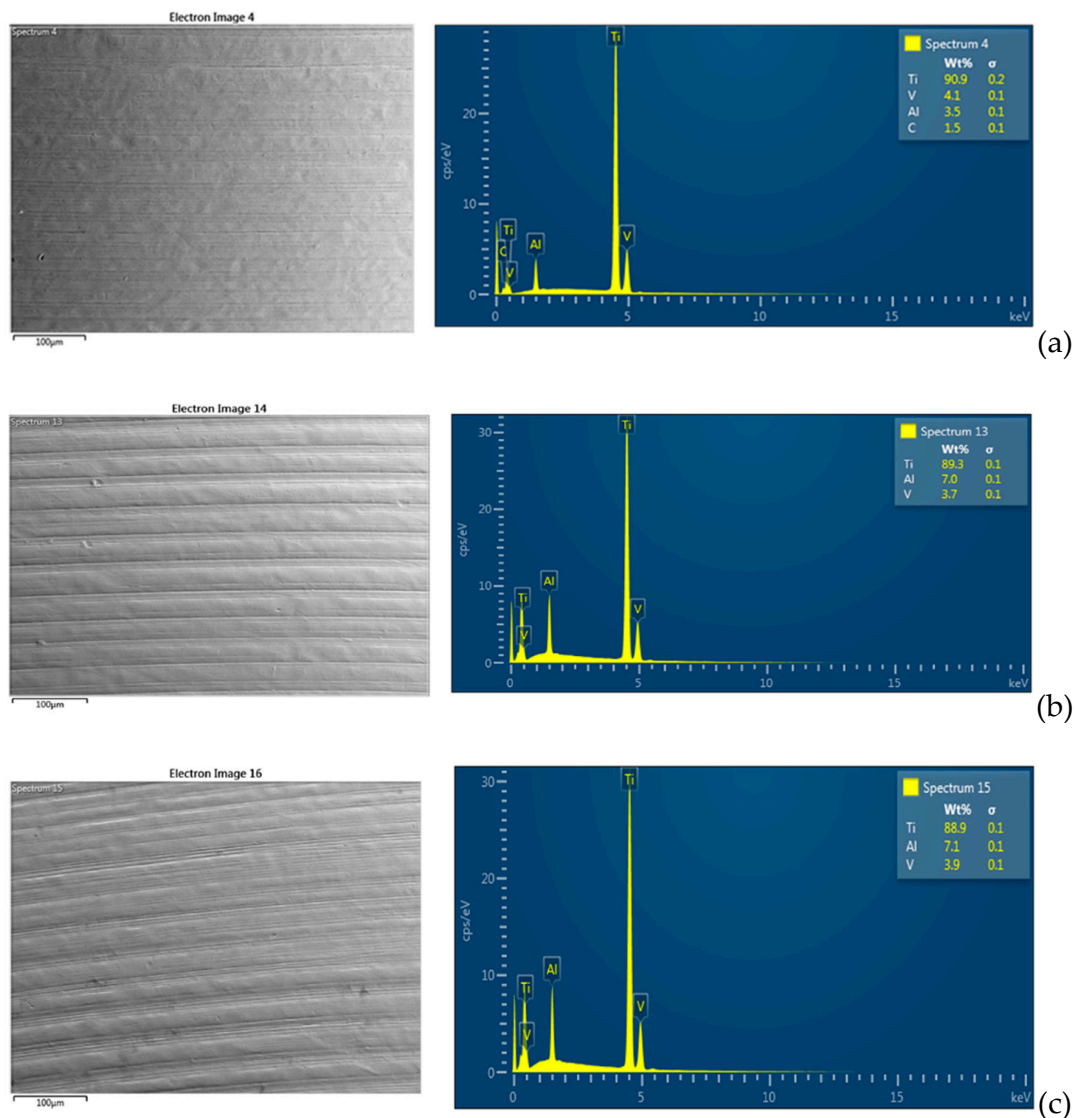 Electron Image 4
Spectrum 4
100µm
Ti
Ti
C
V
Al
V
cps/eV
20
10
0
0 5 10 15 keV
Spectrum 4
Wt% σ
Ti 90.9 0.2
V 4.1 0.1
Al 3.5 0.1
C 1.5 0.1
(a)
Electron Image 14
Spectrum 13
100µm
Ti
Ti
V
Al
V
cps/eV
30
20
10
0
0 5 10 15 keV
Spectrum 13
Wt% σ
Ti 89.3 0.1
Al 7.0 0.1
V 3.7 0.1
(b)
Electron Image 16
Spectrum 15
100µm
Ti
Ti
V
Al
V
cps/eV
30
20
10
0
0 5 10 15 keV
Spectrum 15
Wt% σ
Ti 88.9 0.1
Al 7.1 0.1
V 3.9 0.1
(c)